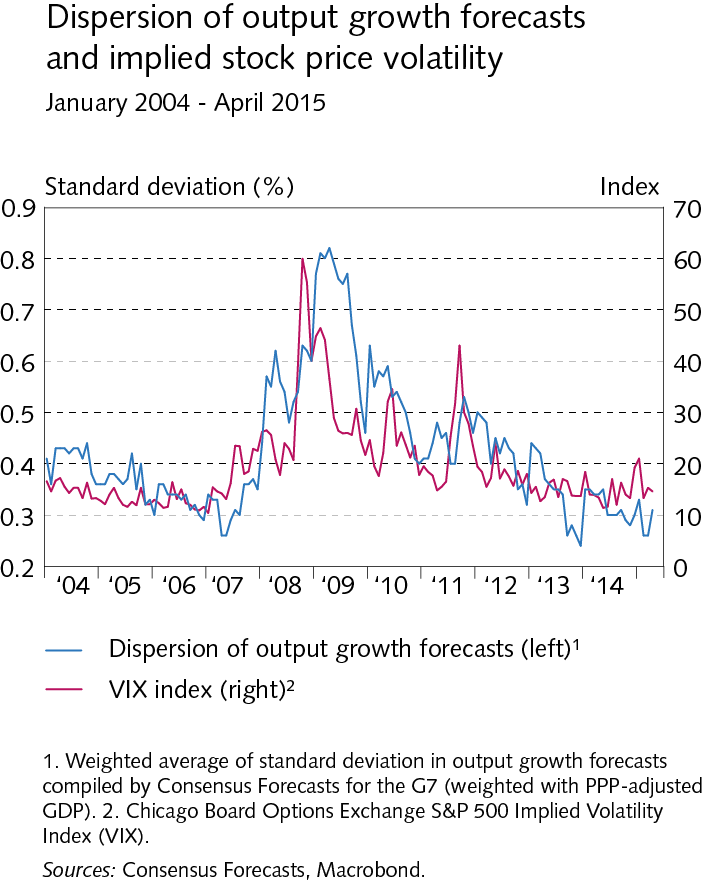 Dispersion of output growth forecasts
and implied stock price volatility
January 2004 - April 2015
Standard deviation (%) Index
0.9 70
0.8 60
0.7 50
0.6 40
0.5 30
0.4 20
0.3 10
0.2 0
‘04 ‘05 ‘06 ‘07 ‘08 ‘09 ‘10 ‘11 ‘12 ‘13 ‘14
Dispersion of output growth forecasts (left)¹
VIX index (right)²
1. Weighted average of standard deviation in output growth forecasts
compiled by Consensus Forecasts for the G7 (weighted with PPP-adjusted
GDP). 2. Chicago Board Options Exchange S&P 500 Implied Volatility
Index (VIX).
Sources: Consensus Forecasts, Macrobond.